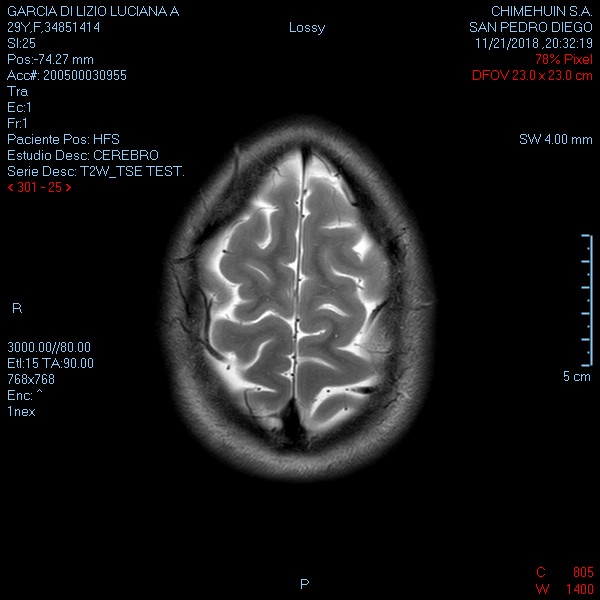 GARCIA DI LIZIO LUCIANA A
29Y,F,34851414
Sl:25
Pos:-74.27 mm
Acc#: 200500030955
Tra
Ec:1
Fr:1
Paciente Pos: HFS
Estudio Desc: CEREBRO
Serie Desc: T2W_TSE TEST.
< 301 - 25 >
Lossy
CHIMEHUIN S.A.
SAN PEDRO DIEGO
11/21/2018 ,20:32:19
78% Pixel
DFOV 23.0 x 23.0 cm
SW 4.00 mm
R
3000.00//80.00
Etl:15 TA:90.00
768x768
Enc: ^
1nex
5 cm
P
C 805
W 1400